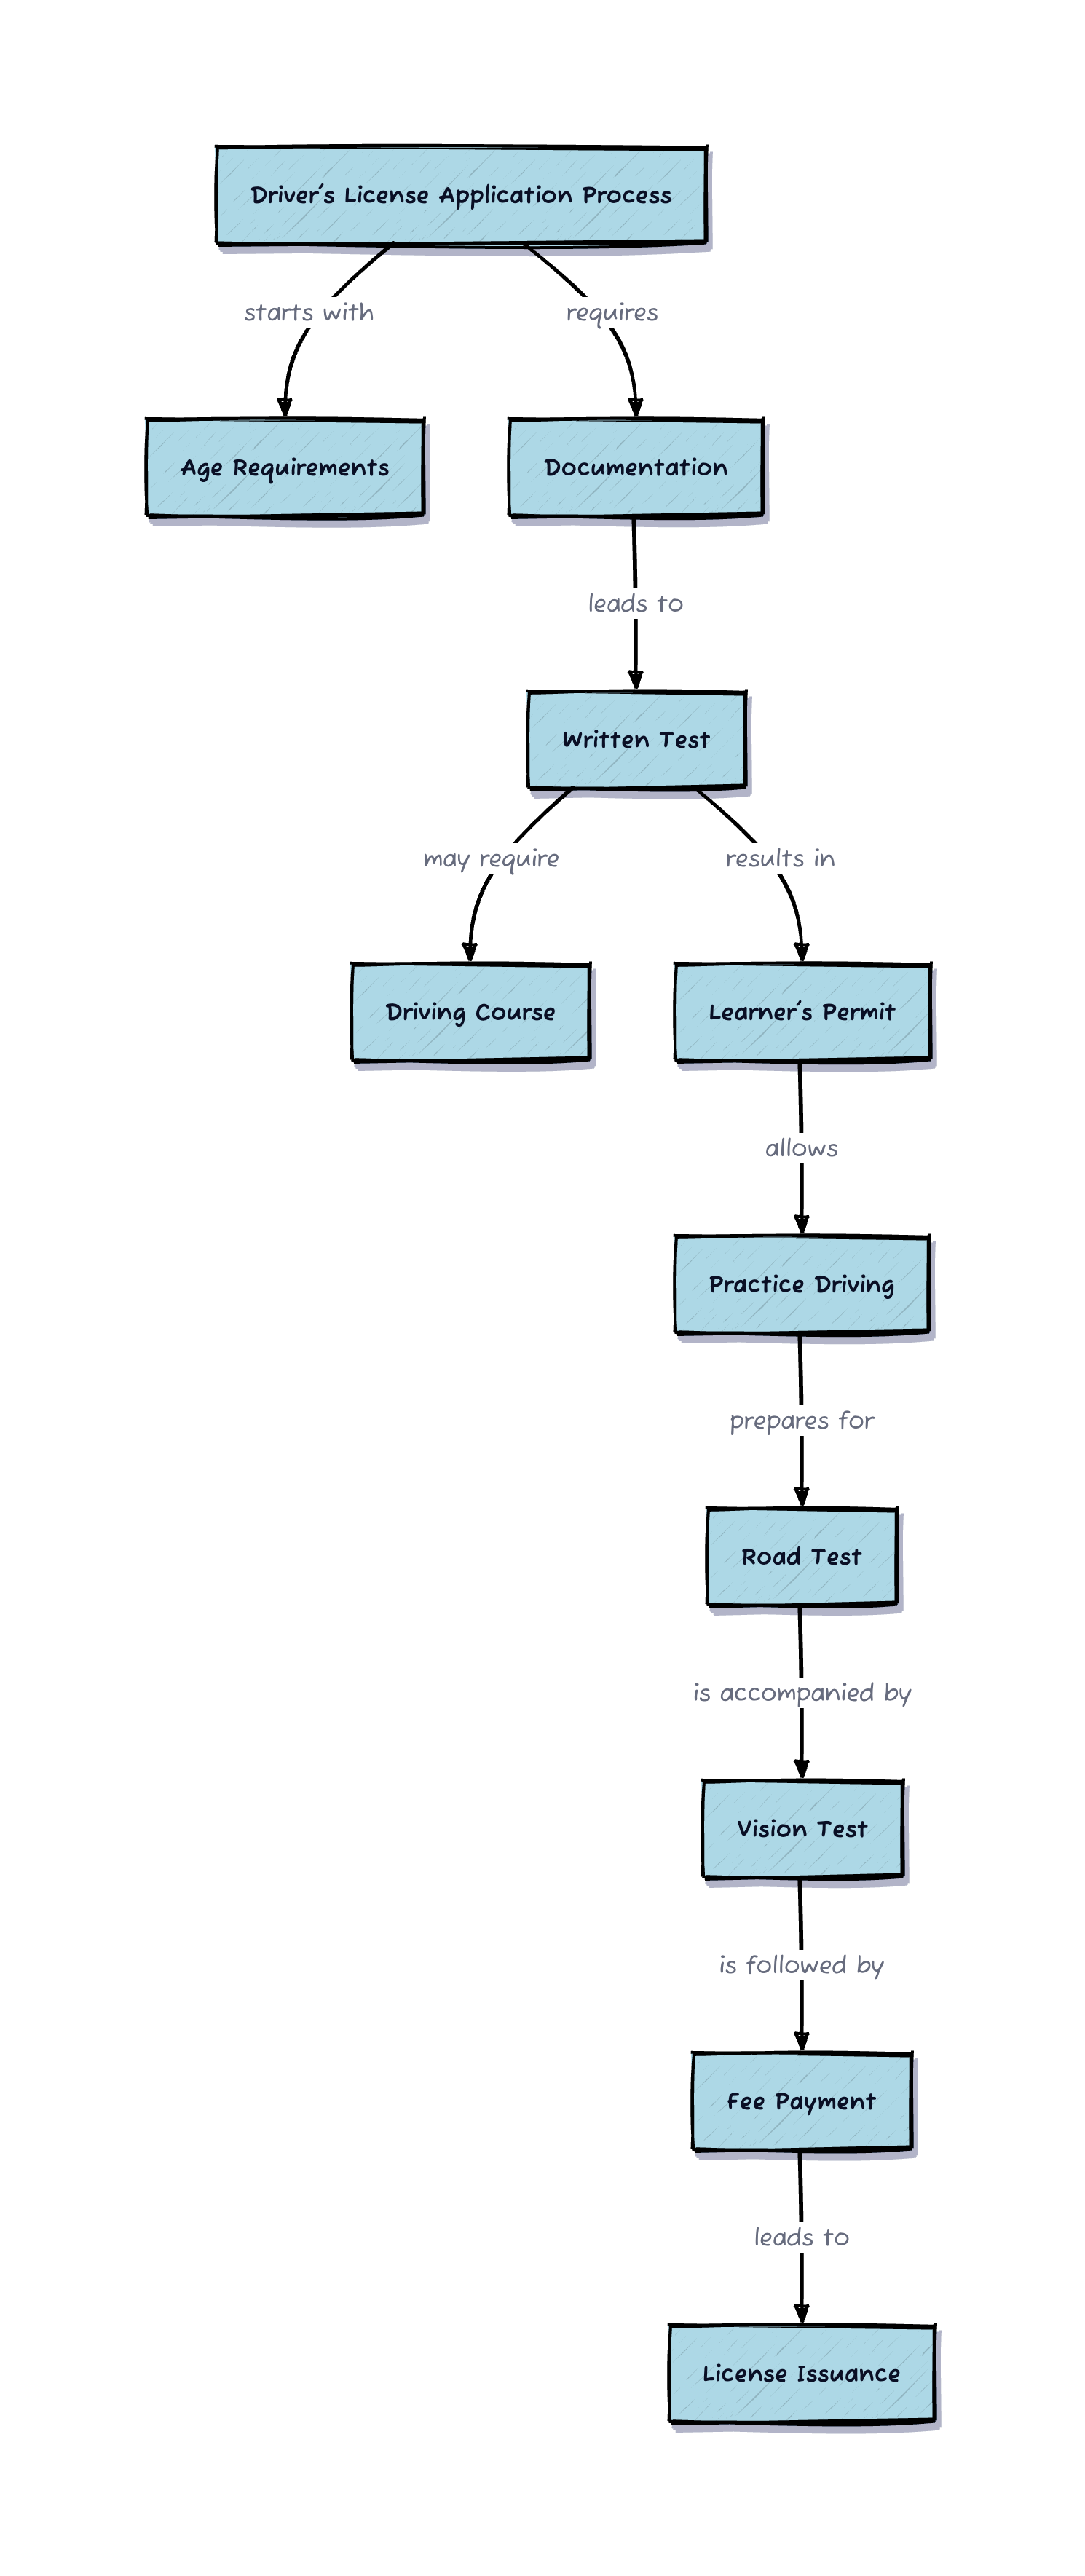 Driver's License Application Process
starts with
requires
Age Requirements
Documentation
leads to
Written Test
may require
results in
Driving Course
Learner's Permit
allows
Practice Driving
prepares for
Road Test
is accompanied by
Vision Test
is followed by
Fee Payment
leads to
License Issuance